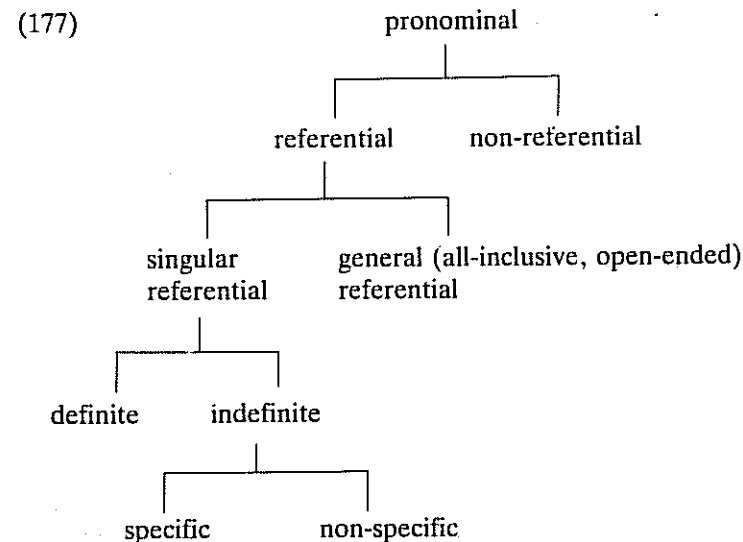 (177) pronominal
referential non-referential
singular general (all-inclusive, open-ended)
referential referential
definite indefinite
specific non-specific